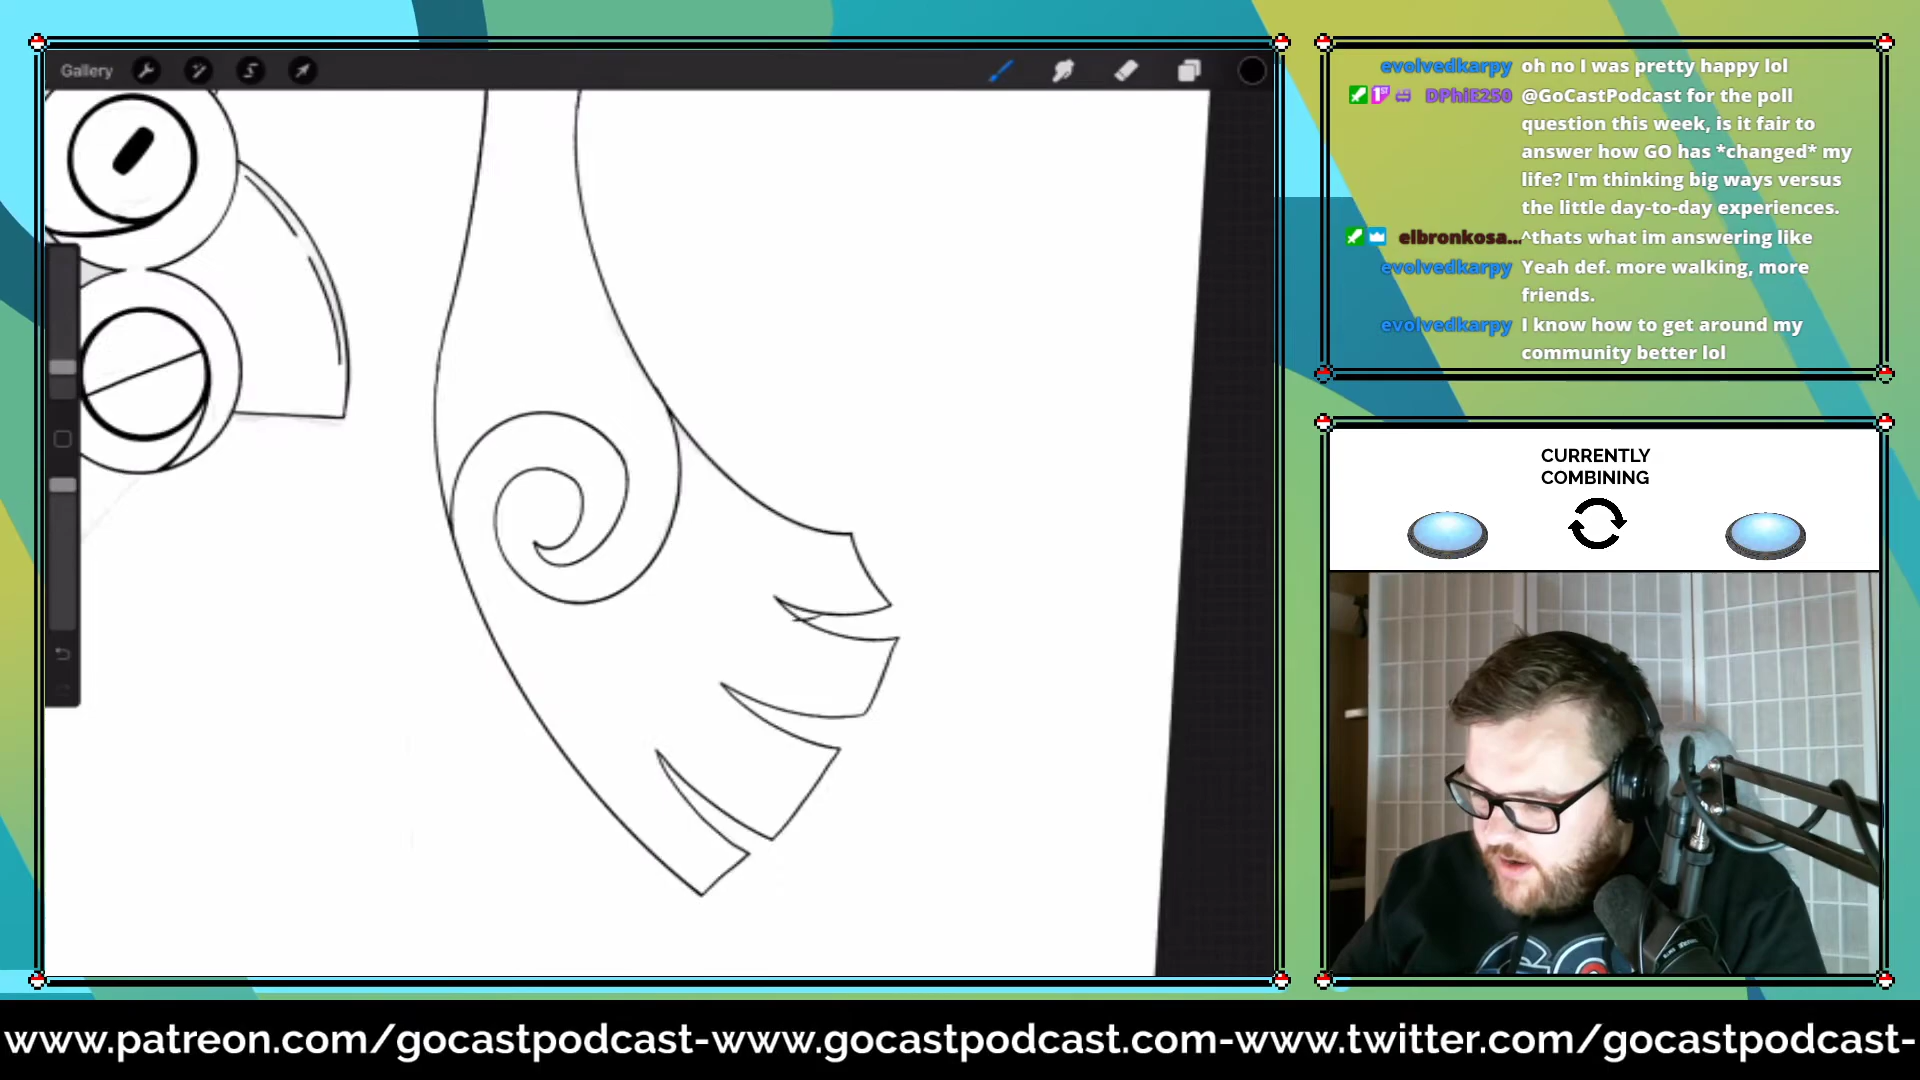 Gallery
evolvedkarpy oh no I was pretty happy lol
DPhiE250 @GoCastPodcast for the poll
question this week, is it fair to
answer how GO has *changed* my
life? I'm thinking big ways versus
the little day-to-day experiences.
elbronkosa... ^thats what im answering like
evolvedkarpy Yeah def. more walking, more
friends.
evolvedkarpy I know how to get around my
community better lol
CURRENTLY
COMBINING
GO
www.patreon.com/gocastpodcast-www.gocastpodcast.com-www.twitter.com/gocastpodcast-